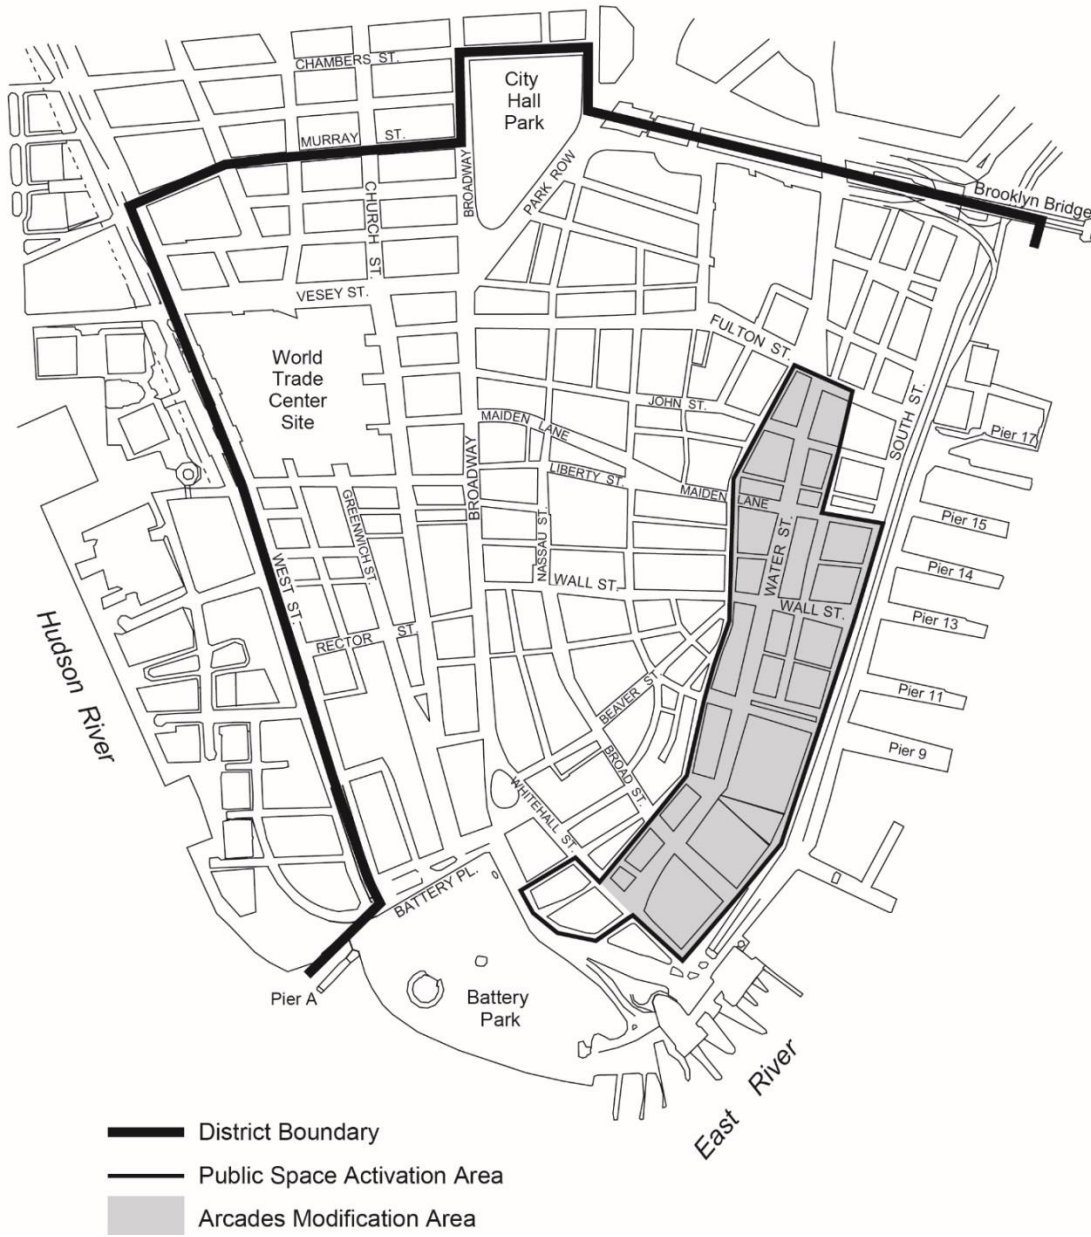 CHAMBERS ST.
City
Hall
Park
MURRAY ST.
BROADWAY
PARK ROW
CHURCH ST.
Brooklyn Bridge
VESEY ST.
FULTON ST.
World
Trade
Center
Site
JOHN ST.
MAIDEN LANE
SOUTH ST.
Pier 17
BROADWAY
LIBERTY ST.
MAIDEN LANE
GREENWICH ST.
NASSAU ST.
WATER ST.
Pier 15
WEST ST.
WALL ST.
WALL ST.
Pier 14
Pier 13
RECTOR ST.
Hudson River
BEAVER ST.
Pier 11
BROAD ST.
Pier 9
WHITEHALL ST.
BATTERY PL.
Pier A
Battery
Park
East River
District Boundary
Public Space Activation Area
Arcades Modification Area